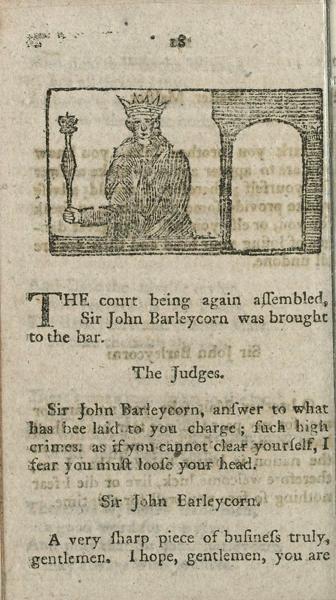 18
THE court being again aſſembled,
Sir John Barleycorn was brought
to the bar.
The Judges.
Sir John Barleycorn, anſwer to what
has bee laid to you charge; ſuch high
crimes. as if you cannot clear yourſelf, I
fear you muſt looſe your head.
Sir John Barleycorn.
A very ſharp piece of buſineſs truly,
gentlemen. I hope, gentlemen, you are